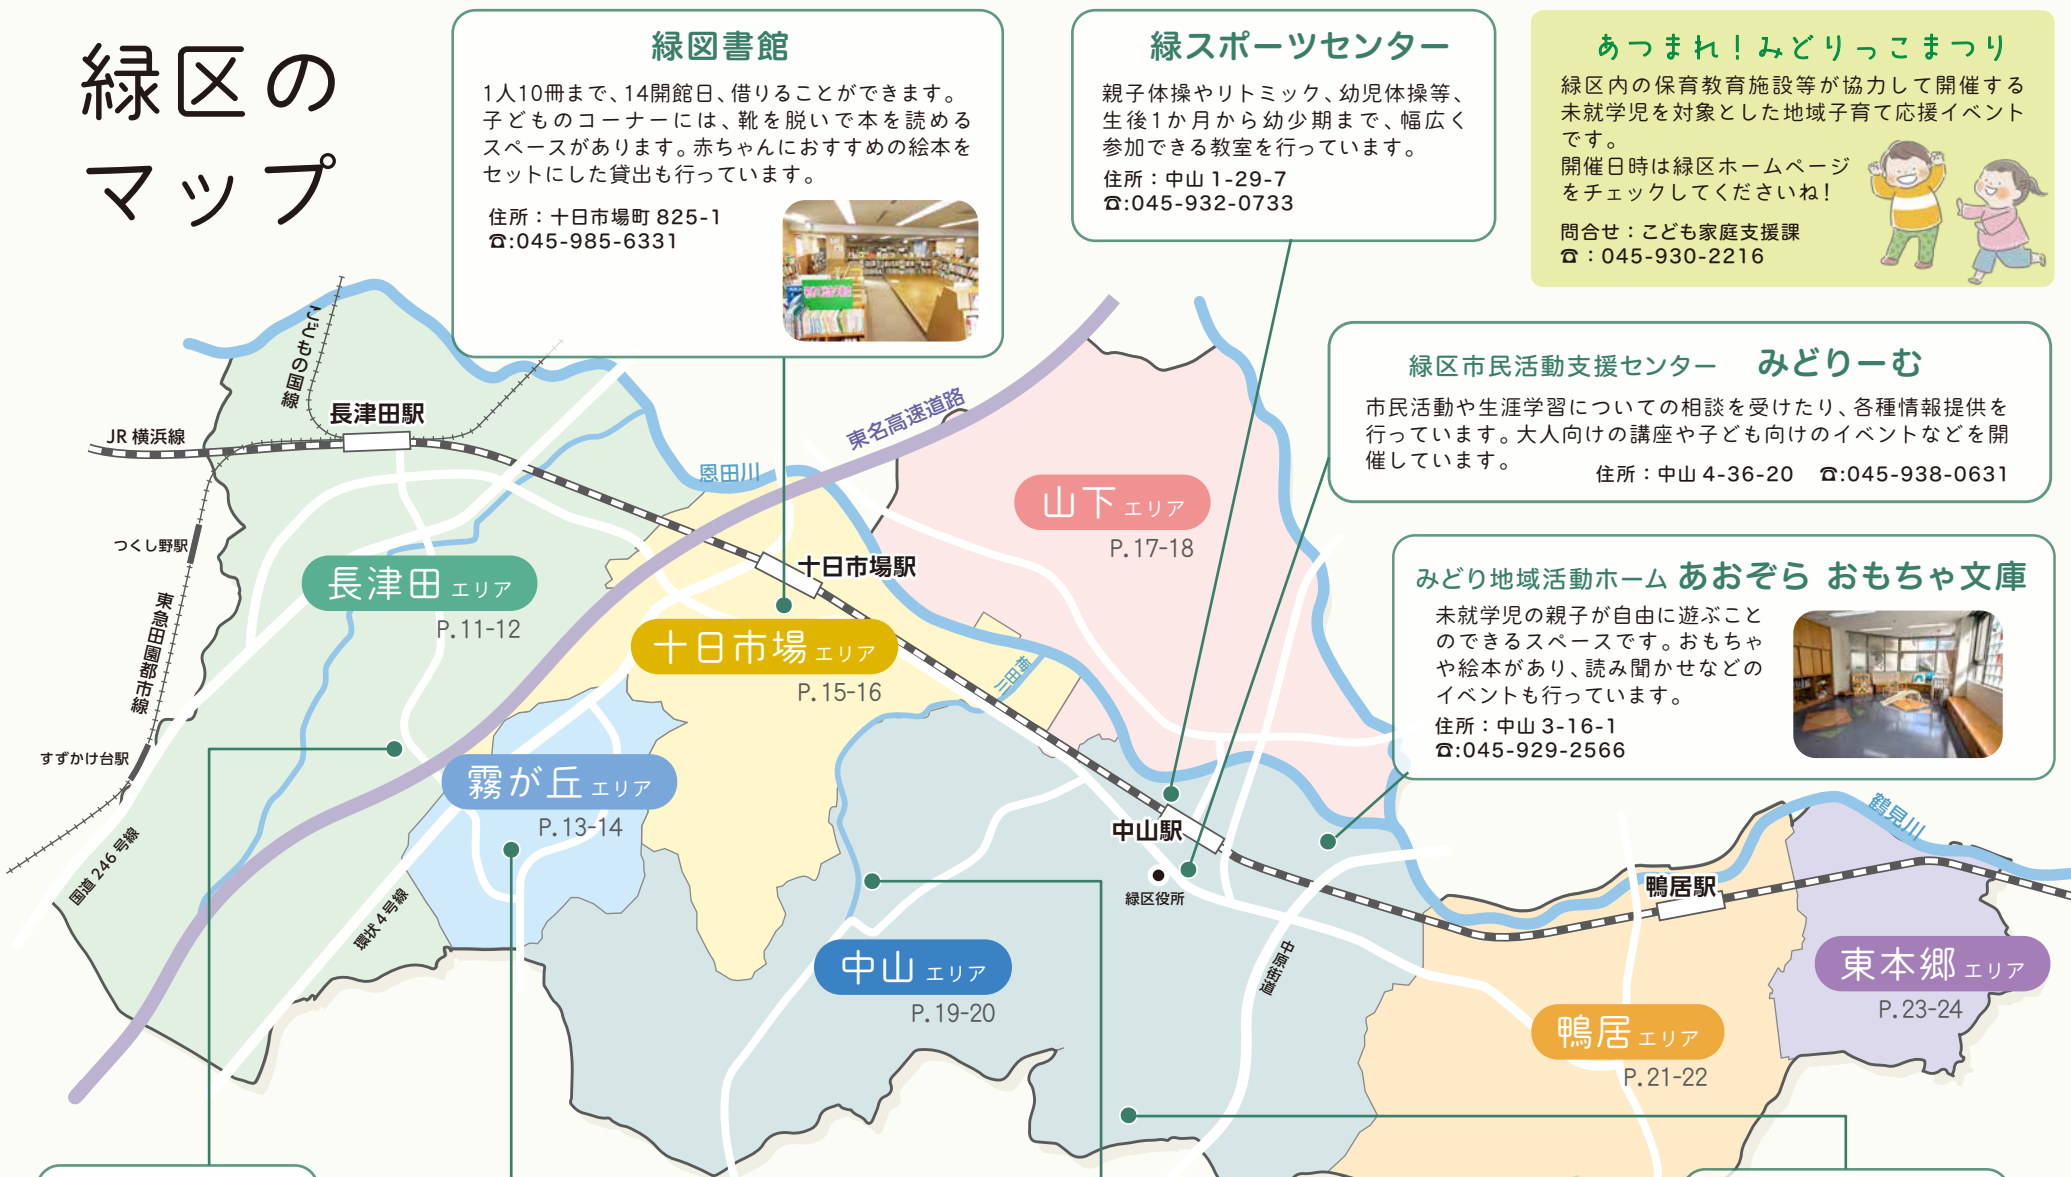 緑区の
マップ
緑図書館
1人10冊まで、14開館日、借りることができます。
子どものコーナーには、靴を脱いで本を読める
スペースがあります。赤ちゃんにおすすめの絵本を
セットにした貸出も行っています。
住所：十日市場町 825-1
☎:045-985-6331
緑スポーツセンター
親子体操やリトミック、幼児体操等、
生後1か月から幼少期まで、幅広く
参加できる教室を行っています。
住所：中山 1-29-7
☎:045-932-0733
あつまれ！みどりっこまつり
緑区内の保育教育施設等が協力して開催する
未就学児を対象とした地域子育て応援イベント
です。
開催日時は緑区ホームページ
をチェックしてくださいね！
問合せ：こども家庭支援課
☎：045-930-2216
緑区市民活動支援センター　みどりーむ
市民活動や生涯学習についての相談を受けたり、各種情報提供を
行っています。大人向けの講座や子ども向けのイベントなどを開
催しています。
住所：中山 4-36-20　☎:045-938-0631
みどり地域活動ホーム あおぞら おもちゃ文庫
未就学児の親子が自由に遊ぶこと
のできるスペースです。おもちゃ
や絵本があり、読み聞かせなどの
イベントも行っています。
住所：中山 3-16-1
☎:045-929-2566
こどもの国線
長津田駅
JR 横浜線
東名高速道路
恩田川
山下エリア
P.17-18
つくし野駅
十日市場駅
長津田エリア
P.11-12
東急田園都市線
十日市場エリア
P.15-16
梅田川
すずかけ台駅
霧が丘エリア
P.13-14
国道 246 号線
環状 4 号線
中山駅
緑区役所
鶴見川
鴨居駅
中原街道
中山エリア
P.19-20
東本郷エリア
P.23-24
鴨居エリア
P.21-22